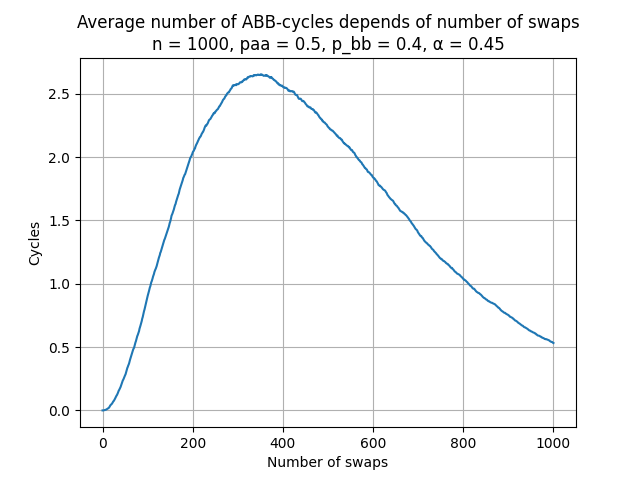 Average number of ABB-cycles depends of number of swaps
n = 1000, paa = 0.5, p_bb = 0.4, α = 0.45
2.5
2.0
1.5
1.0
0.5
0.0
Cycles
0 200 400 600 800 1000
Number of swaps